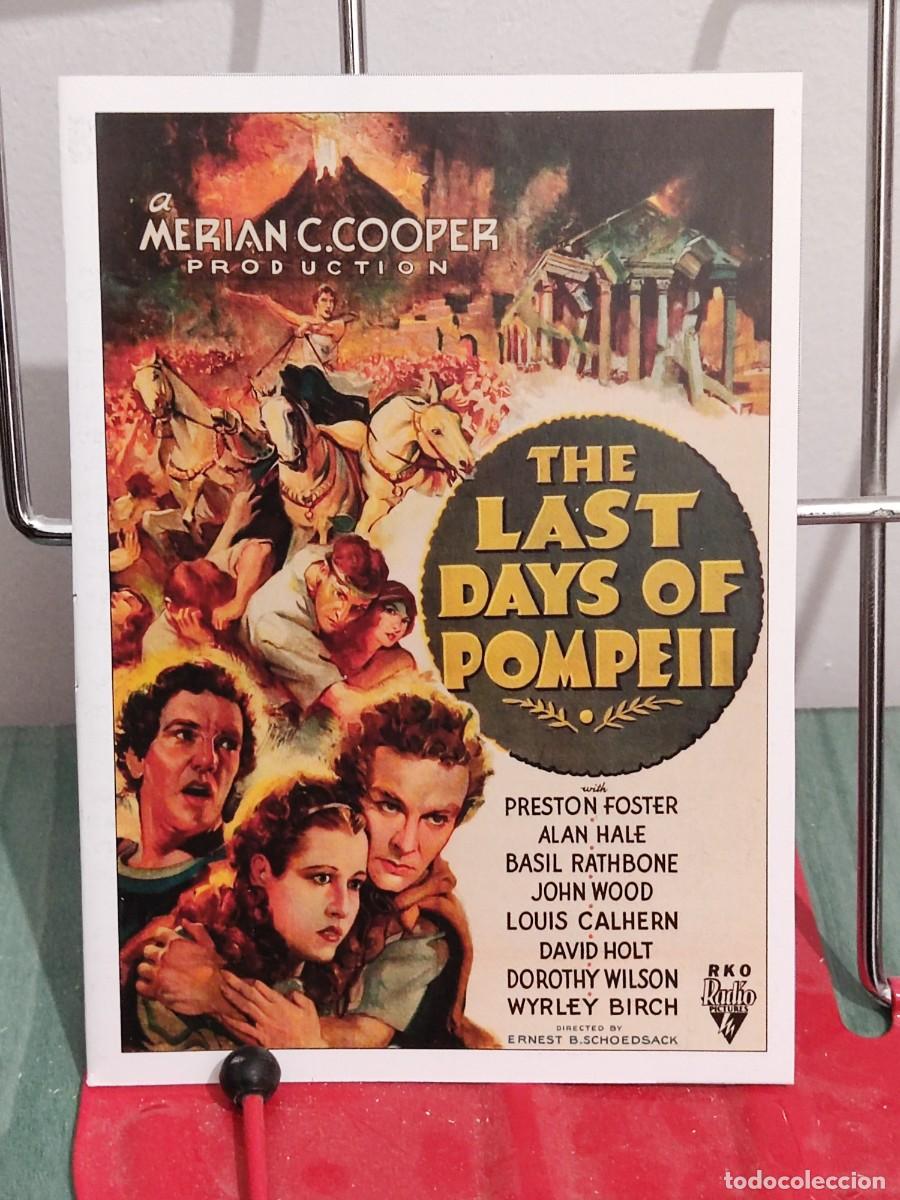 a
MERIAN C. COOPER
PRODUCTION
THE
LAST
DAYS OF
POMPEII
with
PRESTON FOSTER
ALAN HALE
BASIL RATHBONE
JOHN WOOD
LOUIS CALHERN
DAVID HOLT
DOROTHY WILSON
WYRLEY BIRCH
DIRECTED BY
ERNEST B. SCHOEDSACK
RKO
Radio
PICTURES
todocoleccion